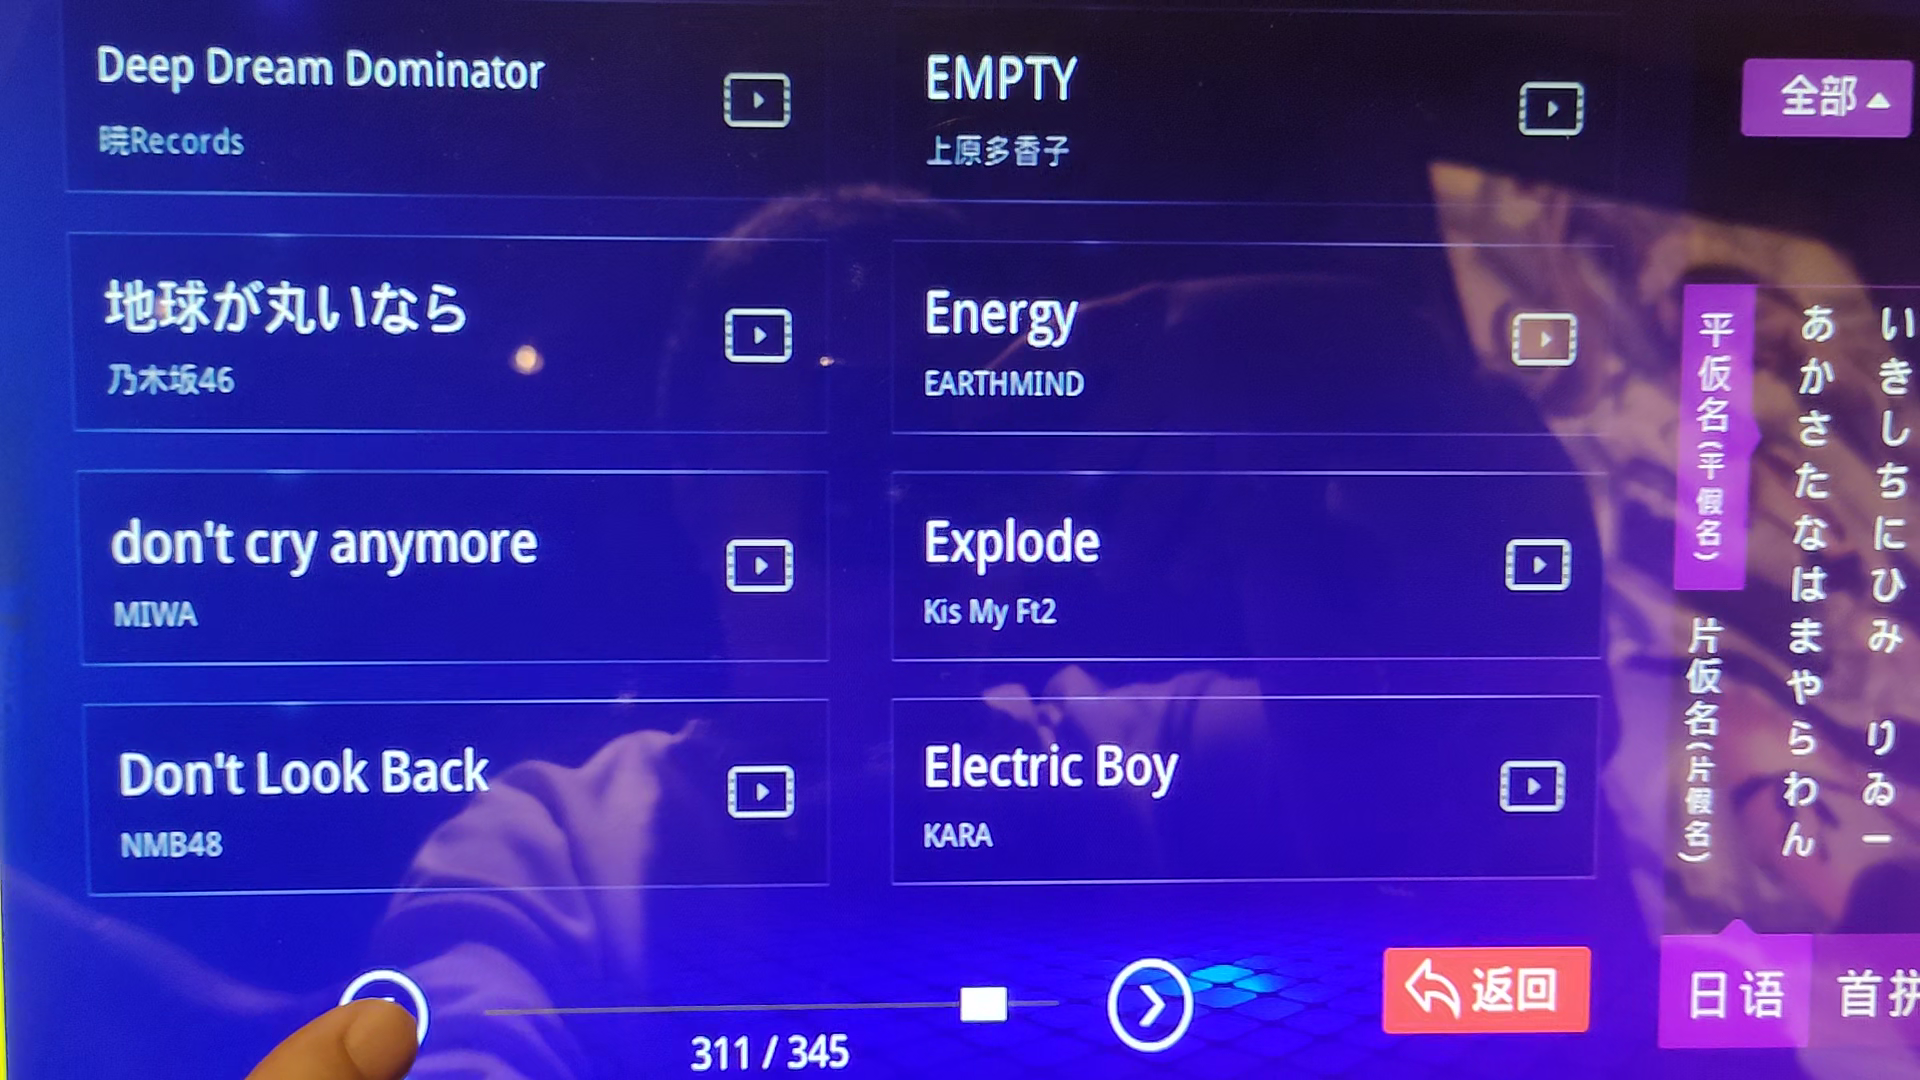 Deep Dream Dominator
暁Records
EMPTY
上原多香子
全部
地球が丸いなら
乃木坂46
Energy
EARTHMIND
don't cry anymore
MIWA
Explode
Kis My Ft2
Don't Look Back
NMB48
Electric Boy
KARA
平仮名(平假名)
片仮名(片假名)
あかさたなはまやらわん
いきしちにひみ りゐー
311 / 345
返回
日语
首拼